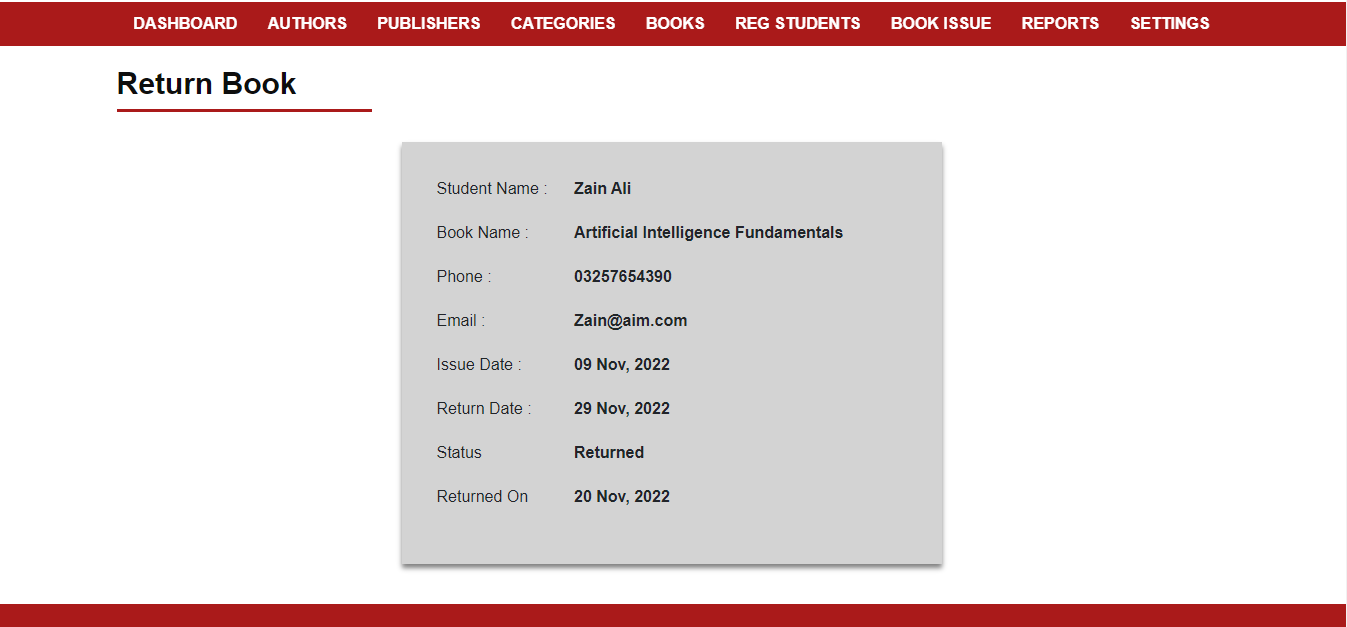 DASHBOARD AUTHORS PUBLISHERS CATEGORIES BOOKS REG STUDENTS BOOK ISSUE REPORTS SETTINGS
Return Book
Student Name : Zain Ali
Book Name : Artificial Intelligence Fundamentals
Phone : 03257654390
Email : Zain@aim.com
Issue Date : 09 Nov, 2022
Return Date : 29 Nov, 2022
Status Returned
Returned On 20 Nov, 2022